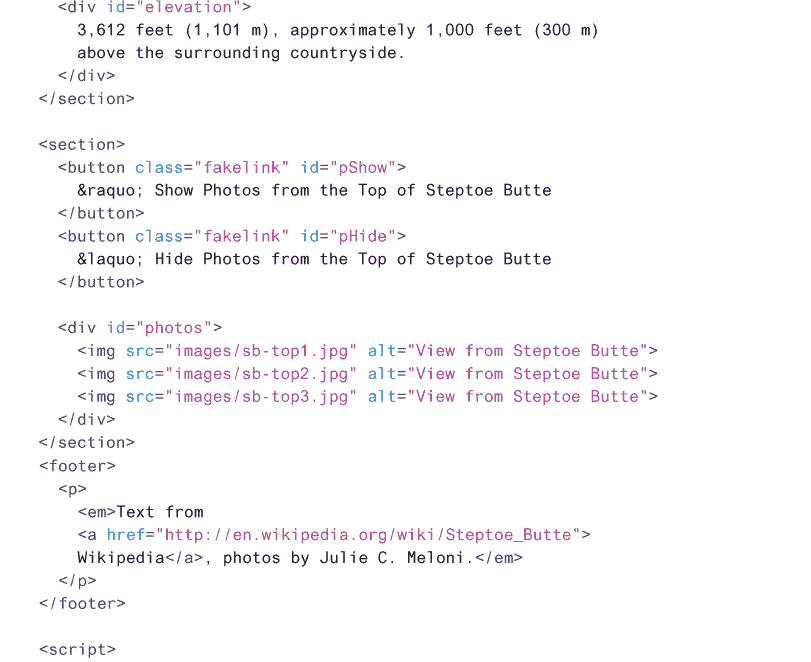 <div id="elevation">
3,612 feet (1,101 m), approximately 1,000 feet (300 m)
above the surrounding countryside.
</div>
</section>
<section>
<button class="fakelink" id="pShow">
&raquo; Show Photos from the Top of Steptoe Butte
</button>
<button class="fakelink" id="pHide">
&laquo; Hide Photos from the Top of Steptoe Butte
</button>
<div id="photos">
<img src="images/sb-top1.jpg" alt="View from Steptoe Butte">
<img src="images/sb-top2.jpg" alt="View from Steptoe Butte">
<img src="images/sb-top3.jpg" alt="View from Steptoe Butte">
</div>
</section>
<footer>
<p>
<em>Text from
<a href="http://en.wikipedia.org/wiki/Steptoe_Butte">
Wikipedia</a>, photos by Julie C. Meloni.</em>
</p>
</footer>
<script>